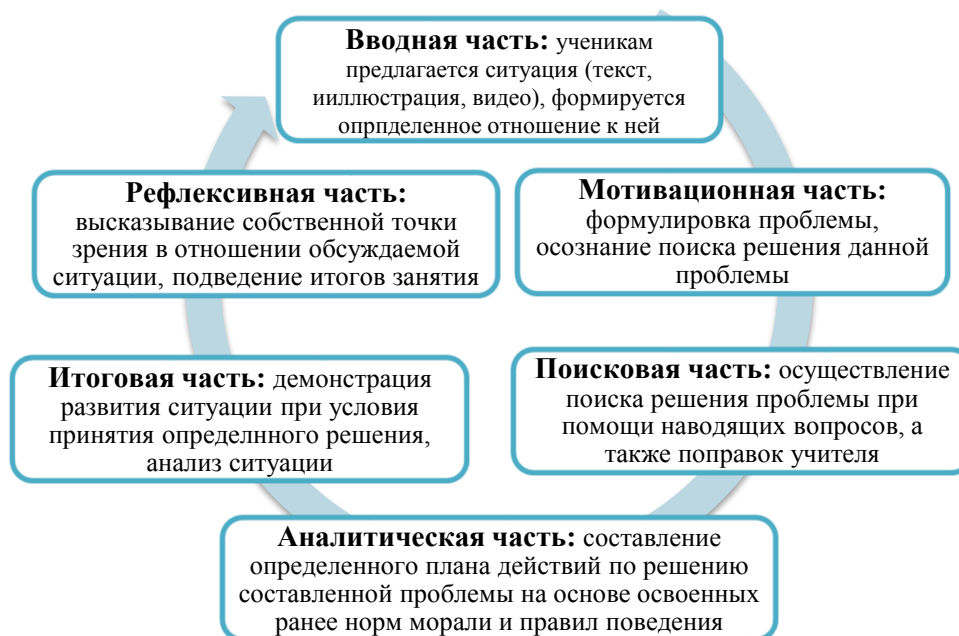 Вводная часть: ученикам
предлагается ситуация (текст,
ииллюстрация, видео), формируется
опрпделенное отношение к ней
Мотивационная часть:
формулировка проблемы,
осознание поиска решения данной
проблемы
Поисковая часть: осуществление
поиска решения проблемы при
помощи наводящих вопросов, а
также поправок учителя
Аналитическая часть: составление
определенного плана действий по решению
составленной проблемы на основе освоенных
ранее норм морали и правил поведения
Итоговая часть: демонстрация
развития ситуации при условия
принятия определнного решения,
анализ ситуации
Рефлексивная часть:
высказывание собственной точки
зрения в отношении обсуждаемой
ситуации, подведение итогов занятия